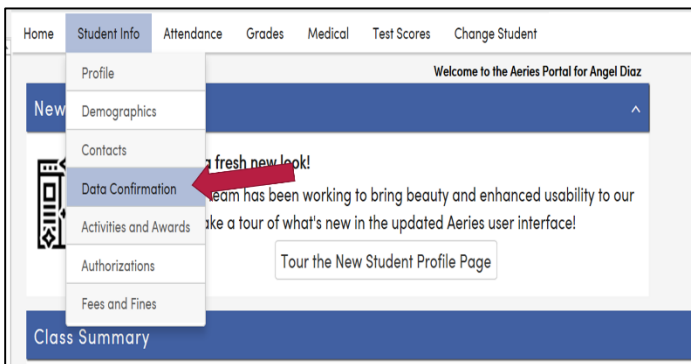 Home Student Info Attendance Grades Medical Test Scores Change Student
Profile
Welcome to the Aeries Portal for Angel Diaz
New
Demographics
Contacts
fresh new look!
Data Confirmation
team has been working to bring beauty and enhanced usability to our
Activities and Awards
ake a tour of what's new in the updated Aeries user interface!
Authorizations
Tour the New Student Profile Page
Fees and Fines
Class Summary